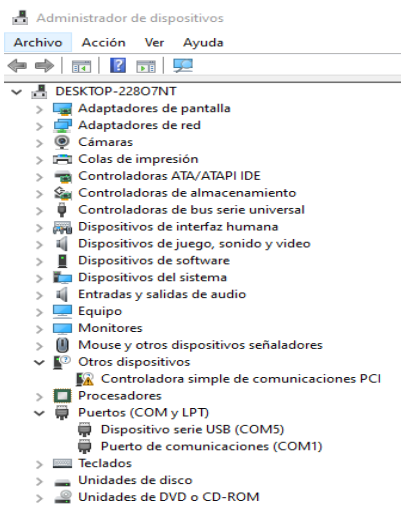 Administrador de dispositivos
Archivo Acción Ver Ayuda
DESKTOP-228O7NT
Adaptadores de pantalla
Adaptadores de red
Cámaras
Colas de impresión
Controladoras ATA/ATAPI IDE
Controladoras de almacenamiento
Controladoras de bus serie universal
Dispositivos de interfaz humana
Dispositivos de juego, sonido y video
Dispositivos de software
Dispositivos del sistema
Entradas y salidas de audio
Equipo
Monitores
Mouse y otros dispositivos señaladores
Otros dispositivos
Controladora simple de comunicaciones PCI
Procesadores
Puertos (COM y LPT)
Dispositivo serie USB (COM5)
Puerto de comunicaciones (COM1)
Teclados
Unidades de disco
Unidades de DVD o CD-ROM